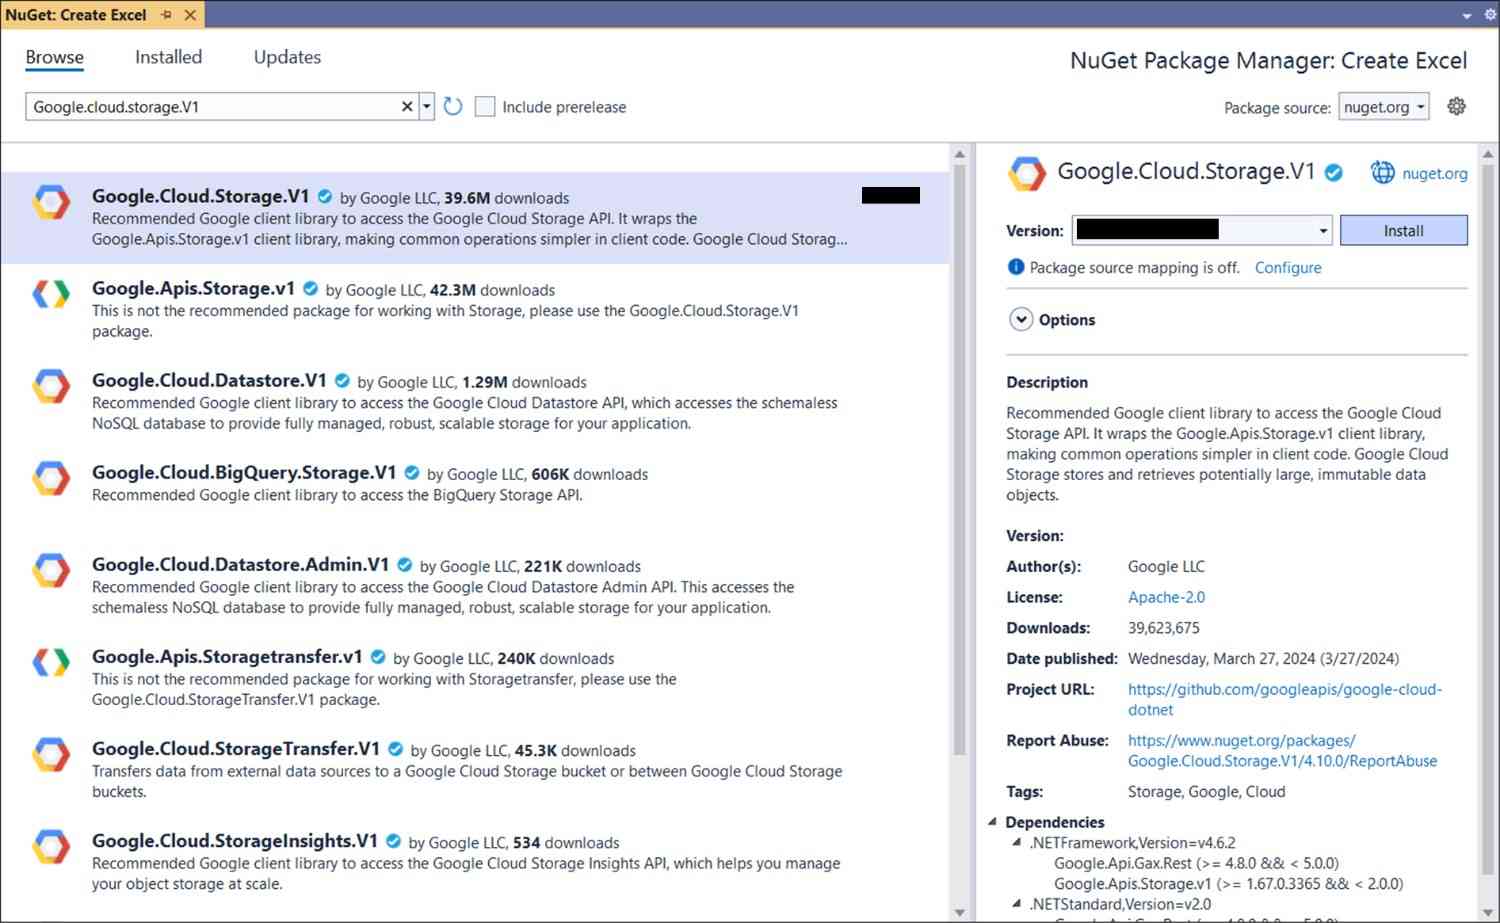 NuGet: Create Excel
Browse Installed Updates
NuGet Package Manager: Create Excel
Google.cloud.storage.V1
Include prerelease
Package source: nuget.org
Google.Cloud.Storage.V1 by Google LLC, 39.6M downloads
Recommended Google client library to access the Google Cloud Storage API. It wraps the
Google.Apis.Storage.v1 client library, making common operations simpler in client code. Google Cloud Storag...
Google.Apis.Storage.v1 by Google LLC, 42.3M downloads
This is not the recommended package for working with Storage, please use the Google.Cloud.Storage.V1
package.
Google.Cloud.Datastore.V1 by Google LLC, 1.29M downloads
Recommended Google client library to access the Google Cloud Datastore API, which accesses the schemaless
NoSQL database to provide fully managed, robust, scalable storage for your application.
Google.Cloud.BigQuery.Storage.V1 by Google LLC, 606K downloads
Recommended Google client library to access the BigQuery Storage API.
Google.Cloud.Datastore.Admin.V1 by Google LLC, 221K downloads
Recommended Google client library to access the Google Cloud Datastore Admin API. This accesses the
schemaless NoSQL database to provide fully managed, robust, scalable storage for your application.
Google.Apis.Storagetransfer.v1 by Google LLC, 240K downloads
This is not the recommended package for working with Storagetransfer, please use the
Google.Cloud.StorageTransfer.V1 package.
Google.Cloud.StorageTransfer.V1 by Google LLC, 45.3K downloads
Transfers data from external data sources to a Google Cloud Storage bucket or between Google Cloud Storage
buckets.
Google.Cloud.StorageInsights.V1 by Google LLC, 534 downloads
Recommended Google client library to access the Google Cloud Storage Insights API, which helps you manage
your object storage at scale.
Google.Cloud.Storage.V1 nuget.org
Version: Install
Package source mapping is off. Configure
Options
Description
Recommended Google client library to access the Google Cloud
Storage API. It wraps the Google.Apis.Storage.v1 client library,
making common operations simpler in client code. Google Cloud
Storage stores and retrieves potentially large, immutable data
objects.
Version:
Author(s): Google LLC
License: Apache-2.0
Downloads: 39,623,675
Date published: Wednesday, March 27, 2024 (3/27/2024)
Project URL: https://github.com/googleapis/google-cloud-
dotnet
Report Abuse: https://www.nuget.org/packages/
Google.Cloud.Storage.V1/4.10.0/ReportAbuse
Tags: Storage, Google, Cloud
Dependencies
.NETFramework,Version=v4.6.2
Google.Api.Gax.Rest (>= 4.8.0 && < 5.0.0)
Google.Apis.Storage.v1 (>= 1.67.0.3365 && < 2.0.0)
.NETStandard,Version=v2.0